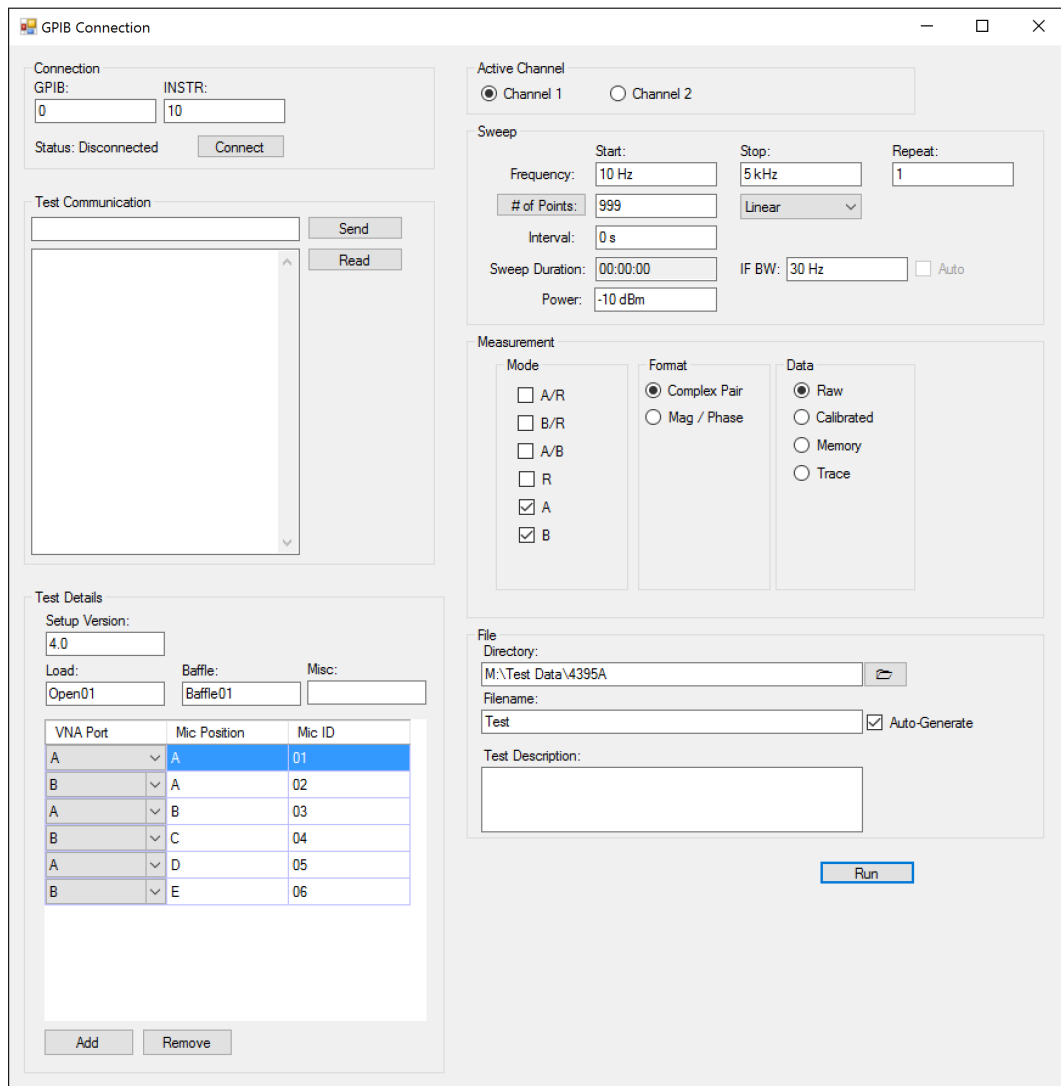 GPIB Connection
Connection
GPIB: INSTR:
0 10
Status: Disconnected Connect
Test Communication
Send
Read
Test Details
Setup Version:
4.0
Load: Baffle: Misc:
Open01 Baffle01
VNA Port Mic Position Mic ID
A A 01
B A 02
A B 03
B C 04
A D 05
B E 06
Add Remove
Active Channel
Channel 1 Channel 2
Sweep
Start: Stop: Repeat:
Frequency: 10 Hz 5 kHz 1
# of Points: 999 Linear
Interval: 0 s
Sweep Duration: 00:00:00 IF BW: 30 Hz Auto
Power: -10 dBm
Measurement
Mode
A/R
B/R
A/B
R
A
B
Format
Complex Pair
Mag / Phase
Data
Raw
Calibrated
Memory
Trace
File
Directory:
M:\Test Data\4395A
Filename:
Test Auto-Generate
Test Description:
Run